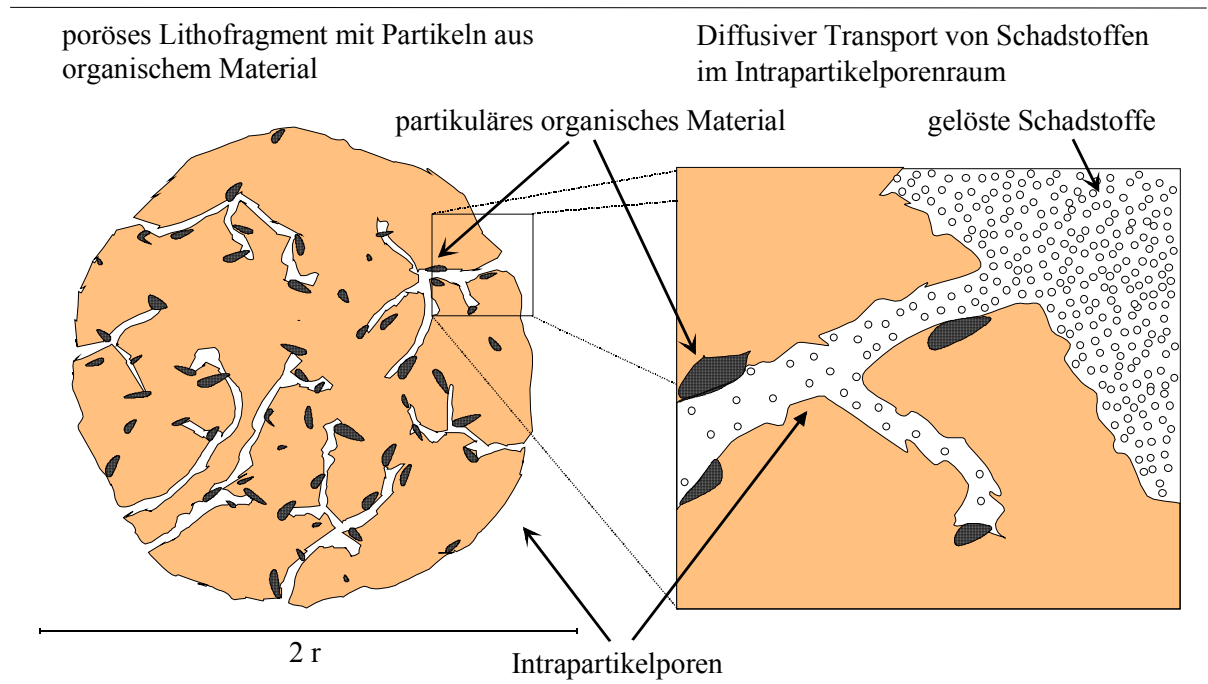 poröses Lithofragment mit Partikeln aus
organischem Material
Diffusiver Transport von Schadstoffen
im Intrapartikelporenraum
partikuläres organisches Material
gelöste Schadstoffe
2 r
Intrapartikelporen